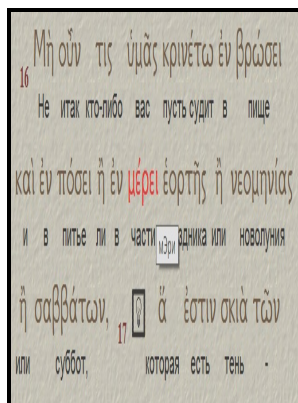 16 Μὴ οὖν τις ὑμᾶς κρινέτω ἐν βρώσει
Не итак кто-либо вас пусть судит в пище
καὶ ἐν πόσει ἢ ἐν μέρει ἑορτῆς ἢ νεομηνίας
и в питье ли в части мЭри здника или новолуния
ἢ σαββάτων, 17 ἅ ἐστιν σκιὰ τῶν
или суббот, которая есть тень -